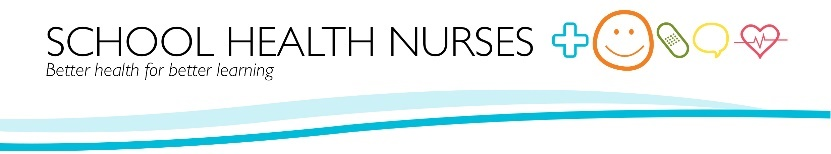 SCHOOL HEALTH NURSES
Better health for better learning